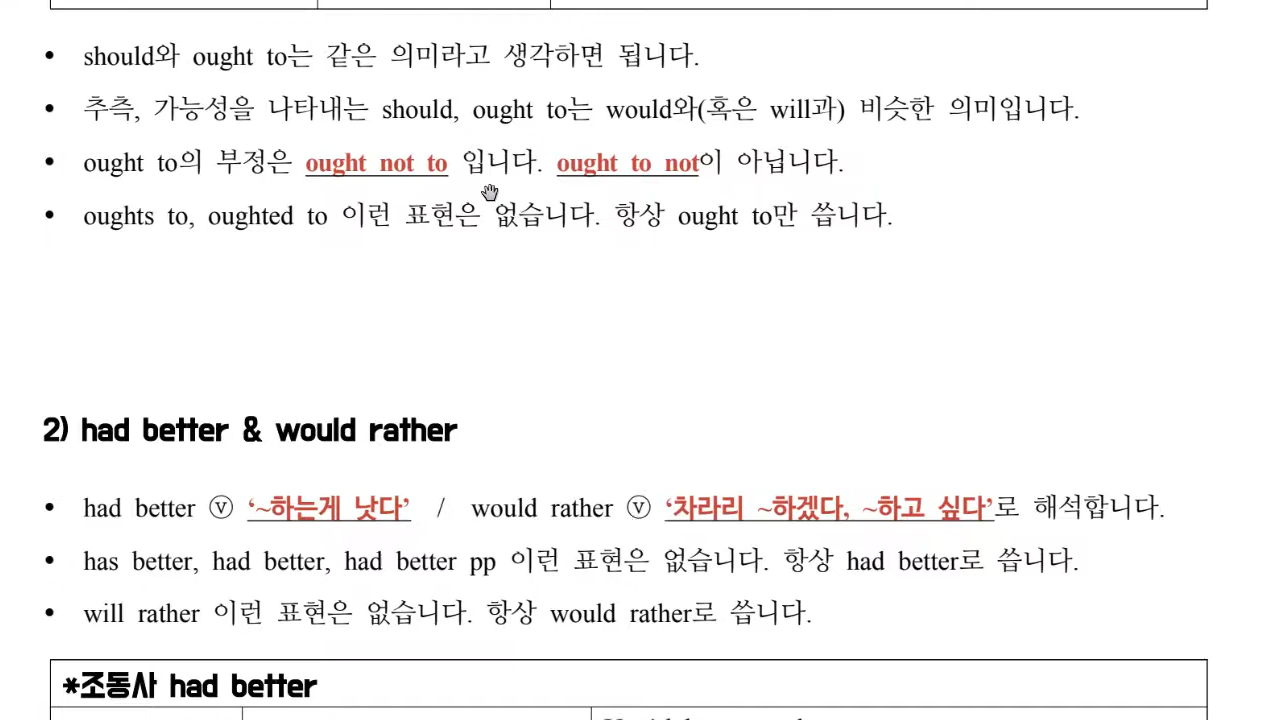 • should와 ought to는 같은 의미라고 생각하면 됩니다.
• 추측, 가능성을 나타내는 should, ought to는 would와(혹은 will과) 비슷한 의미입니다.
• ought to의 부정은 ought not to 입니다. ought to not이 아닙니다.
• oughts to, oughted to 이런 표현은 없습니다. 항상 ought to만 씁니다.
2) had better & would rather
• had better ⓥ ‘~하는게 낫다’ / would rather ⓥ ‘차라리 ~하겠다, ~하고 싶다’로 해석합니다.
• has better, had better, had better pp 이런 표현은 없습니다. 항상 had better로 씁니다.
• will rather 이런 표현은 없습니다. 항상 would rather로 씁니다.
*조동사 had better